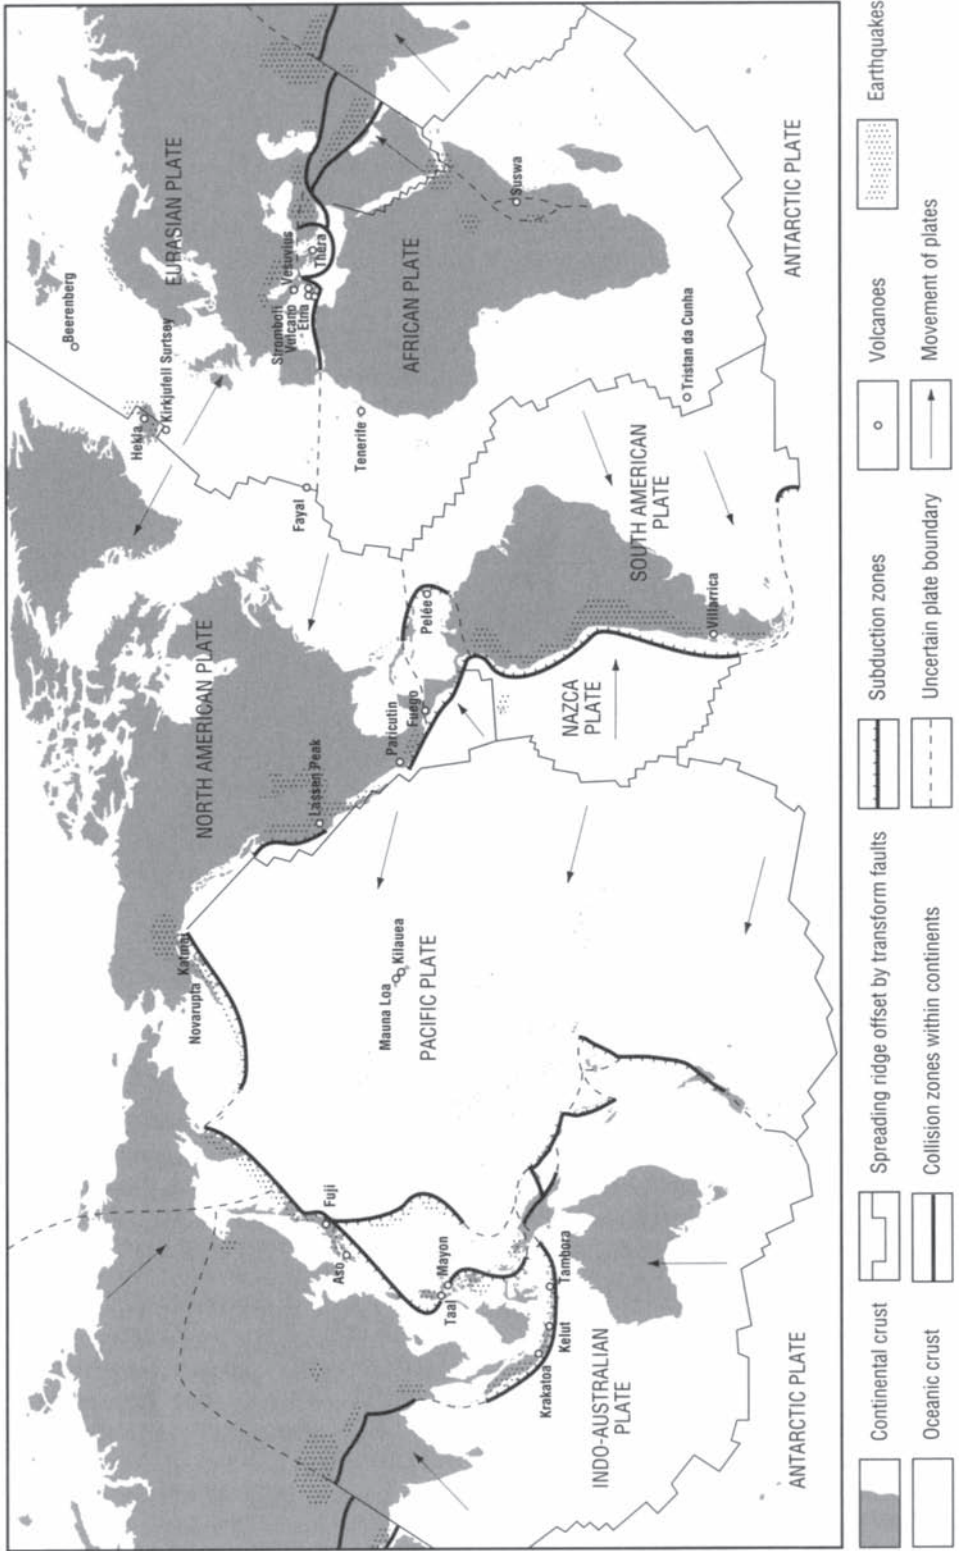 EURASIAN PLATE
NORTH AMERICAN PLATE
Beerenberg
Hekla
Kirkjufell Surtsey
Novarupta
Katmai
Lassen Peak
Fuji
Aso
Stromboli
Vesuvius
Vulcano
Etna
Thera
Fayal
Tenerife
Mauna Loa
Kilauea
PACIFIC PLATE
Paricutin
Fuego
Pelée
AFRICAN PLATE
Taal
Mayon
Suswa
Krakatoa
Kelut
Tambora
INDO-AUSTRALIAN
PLATE
NAZCA
PLATE
SOUTH AMERICAN
PLATE
Villarrica
Tristan da Cunha
ANTARCTIC PLATE
ANTARCTIC PLATE
Continental crust
Spreading ridge offset by transform faults
Subduction zones
Volcanoes
Earthquakes
Oceanic crust
Collision zones within continents
Uncertain plate boundary
Movement of plates